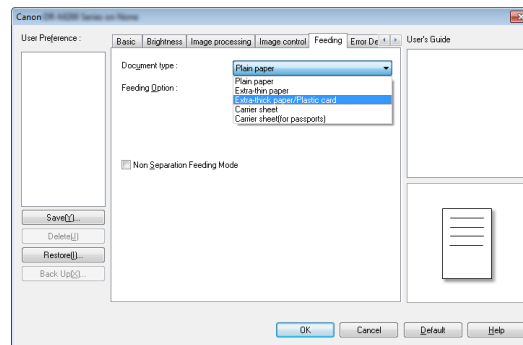 Canon
User Preference :
Basic Brightness Image processing Image control Feeding Error De
User's Guide
Document type :
Plain paper
Feeding Option :
Plain paper
Extra-thin paper
Extra-thick paper/Plastic card
Carrier sheet
Carrier sheet(for passports)
Non Separation Feeding Mode
Save(Y)...
Delete(J)
Restore(I)...
Back Up(X)...
OK Cancel Default Help